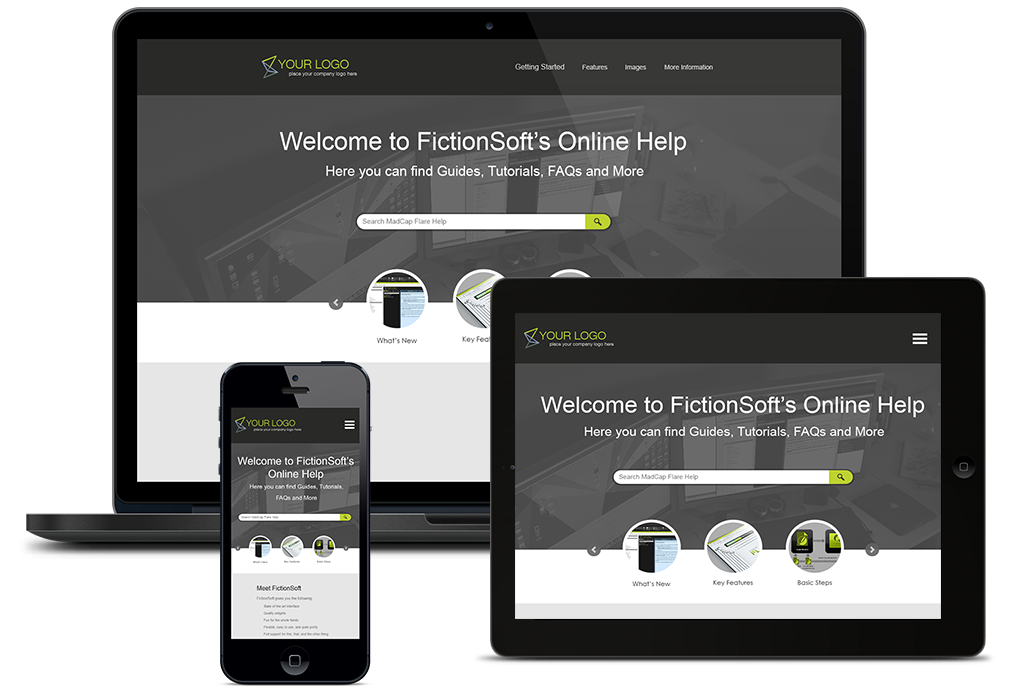 YOUR LOGO
place your company logo here
Getting Started
Features
Images
More Information
Welcome to FictionSoft's Online Help
Here you can find Guides, Tutorials, FAQs and More
Search MadCap Flare Help
What's New
Key Feat
YOUR LOGO
place your company logo here
Welcome to FictionSoft's Online Help
Here you can find Guides, Tutorials, FAQs and More
Search MadCap Flare Help
What's New
Key Features
Basic Steps
YOUR LOGO
place your company logo here
Welcome to FictionSoft's
Online Help
Here you can find Guides, Tutorials,
FAQs and More
Search MadCap Flare Help
What's New
Key Features
Basic Steps
Meet FictionSoft
FictionSoft gives you the following:
State of the art interface
Quality widgets
Fun for the whole family
Flexible, easy to use, and quite pretty
Full support for this, that, and the other thing